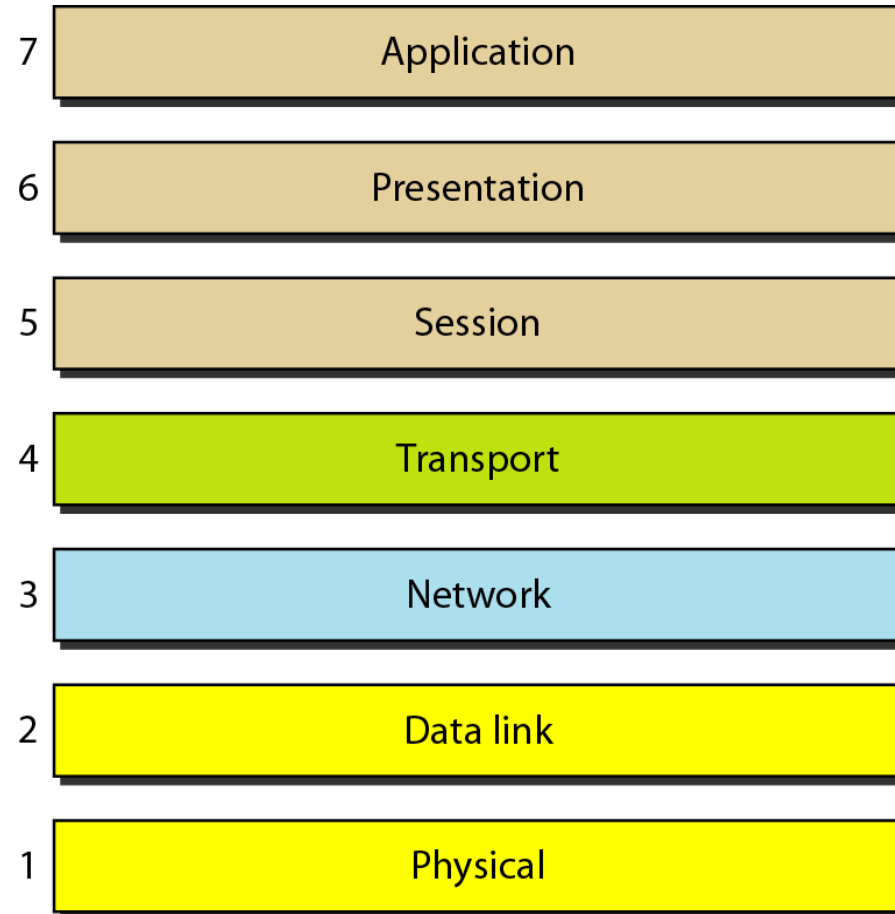 7 Application
6 Presentation
5 Session
4 Transport
3 Network
2 Data link
1 Physical